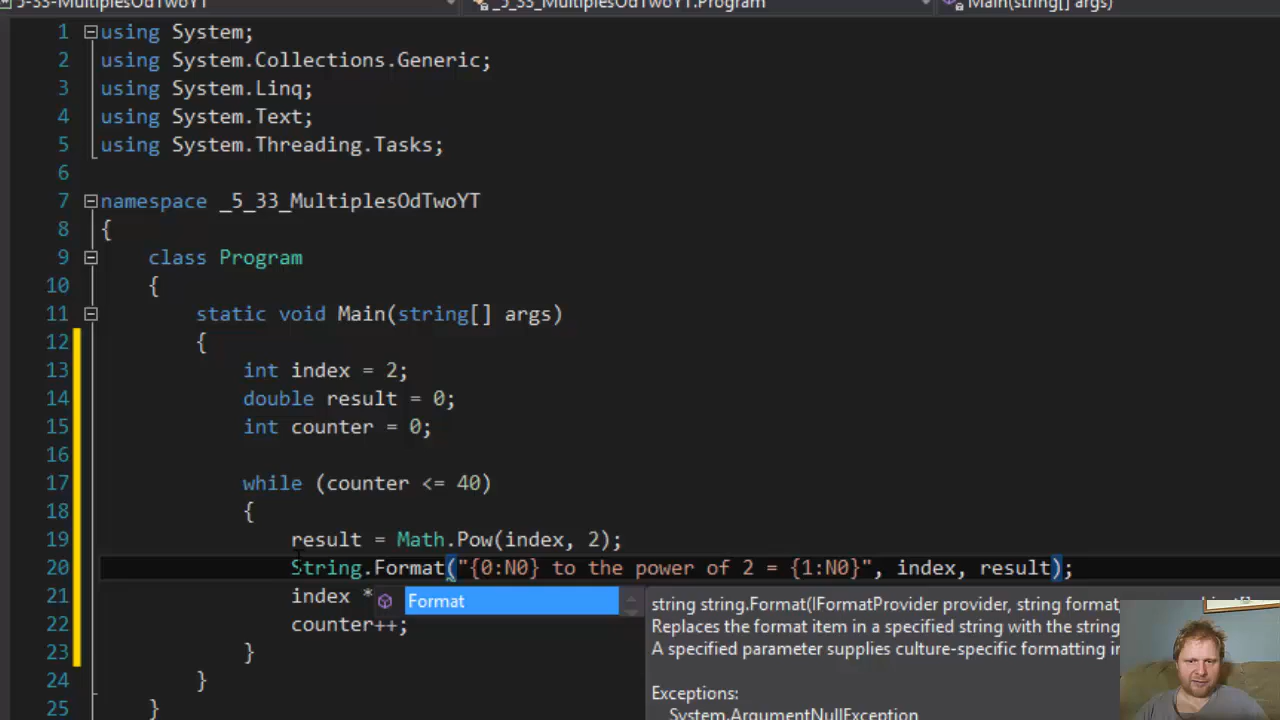 5-33-MultiplesOdTwoYT _5_33_MultiplesOdTwoYT.Program Main(string[] args)
1 using System;
2 using System.Collections.Generic;
3 using System.Linq;
4 using System.Text;
5 using System.Threading.Tasks;
6
7 namespace _5_33_MultiplesOdTwoYT
8 {
9 class Program
10 {
11 static void Main(string[] args)
12 {
13 int index = 2;
14 double result = 0;
15 int counter = 0;
16
17 while (counter <= 40)
18 {
19 result = Math.Pow(index, 2);
20 String.Format("{0:N0} to the power of 2 = {1:N0}", index, result);
21 index *
Format
string string.Format(IFormatProvider provider, string format,
22 counter++;
Replaces the format item in a specified string with the string
23 }
A specified parameter supplies culture-specific formatting
24 }
Exceptions:
25 }
System.ArgumentNullException